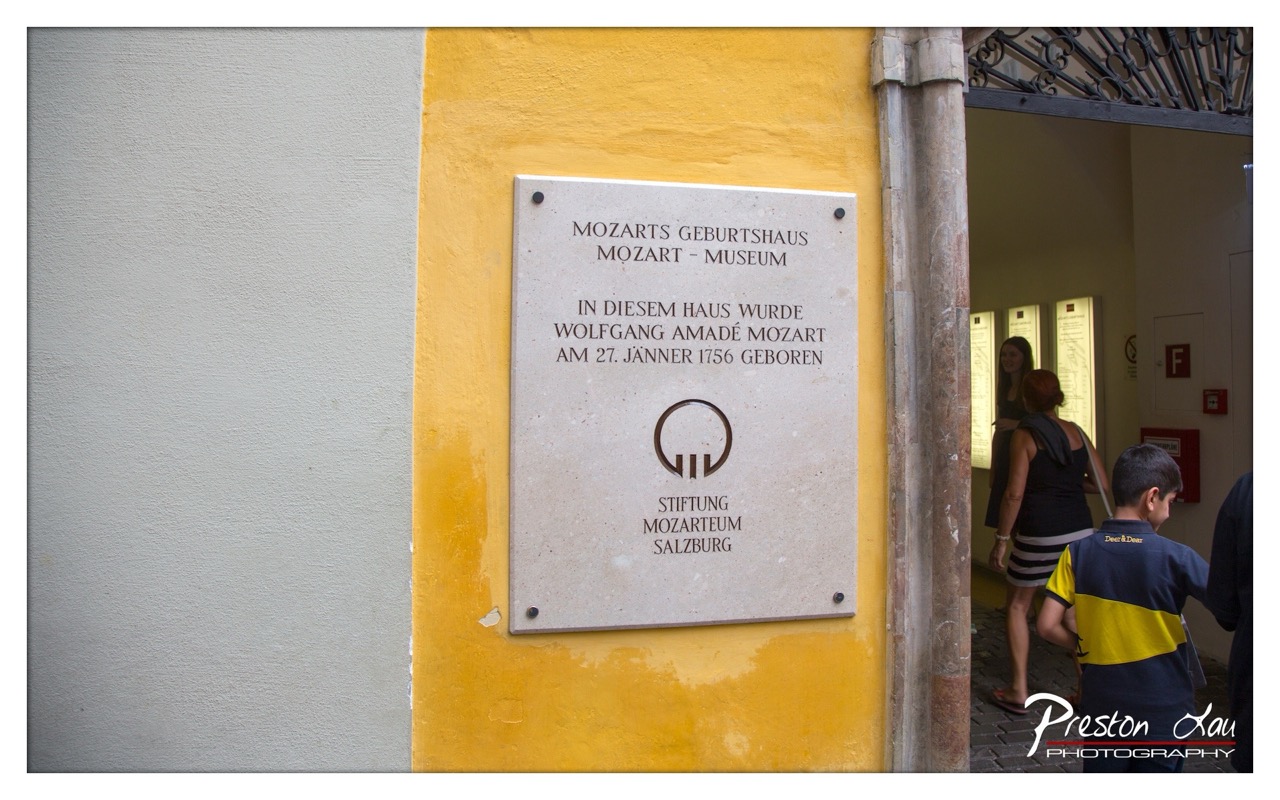 MOZARTS GEBURTSHAUS
MOZART – MUSEUM
IN DIESEM HAUS WURDE
WOLFGANG AMADÉ MOZART
AM 27. JÄNNER 1756 GEBOREN
STIFTUNG
MOZARTEUM
SALZBURG
F
Deer&Dear
Preston Lau
PHOTOGRAPHY